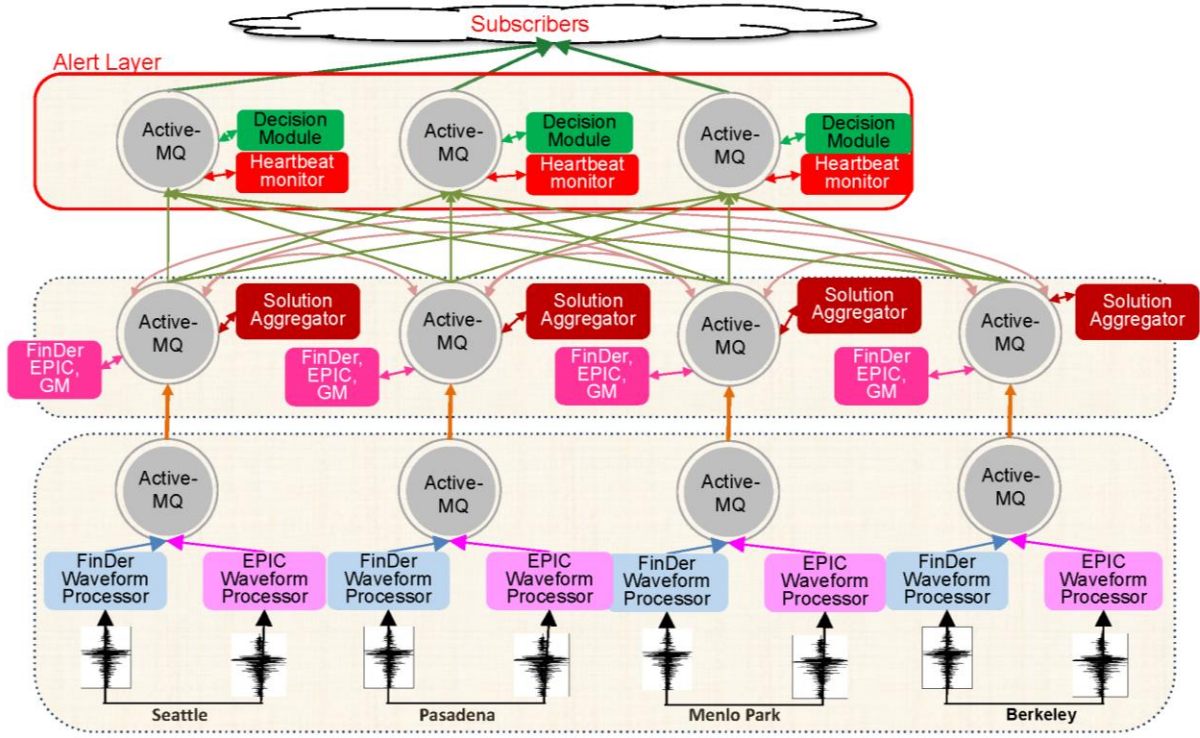 Subscribers
Alert Layer
Active-
MQ
Decision
Module
Heartbeat
monitor
Active-
MQ
Decision
Module
Heartbeat
monitor
Active-
MQ
Decision
Module
Heartbeat
monitor
Active-
MQ
Solution
Aggregator
FinDer
EPIC,
GM
Active-
MQ
Solution
Aggregator
FinDer,
EPIC,
GM
Active-
MQ
Solution
Aggregator
FinDer,
EPIC,
GM
Active-
MQ
Solution
Aggregator
FinDer
EPIC,
GM
Active-
MQ
Active-
MQ
Active-
MQ
Active-
MQ
FinDer
Waveform
Processor
EPIC
Waveform
Processor
FinDer
Waveform
Processor
EPIC
Waveform
Processor
FinDer
Waveform
Processor
EPIC
Waveform
Processor
FinDer
Waveform
Processor
EPIC
Waveform
Processor
Seattle
Pasadena
Menlo Park
Berkeley